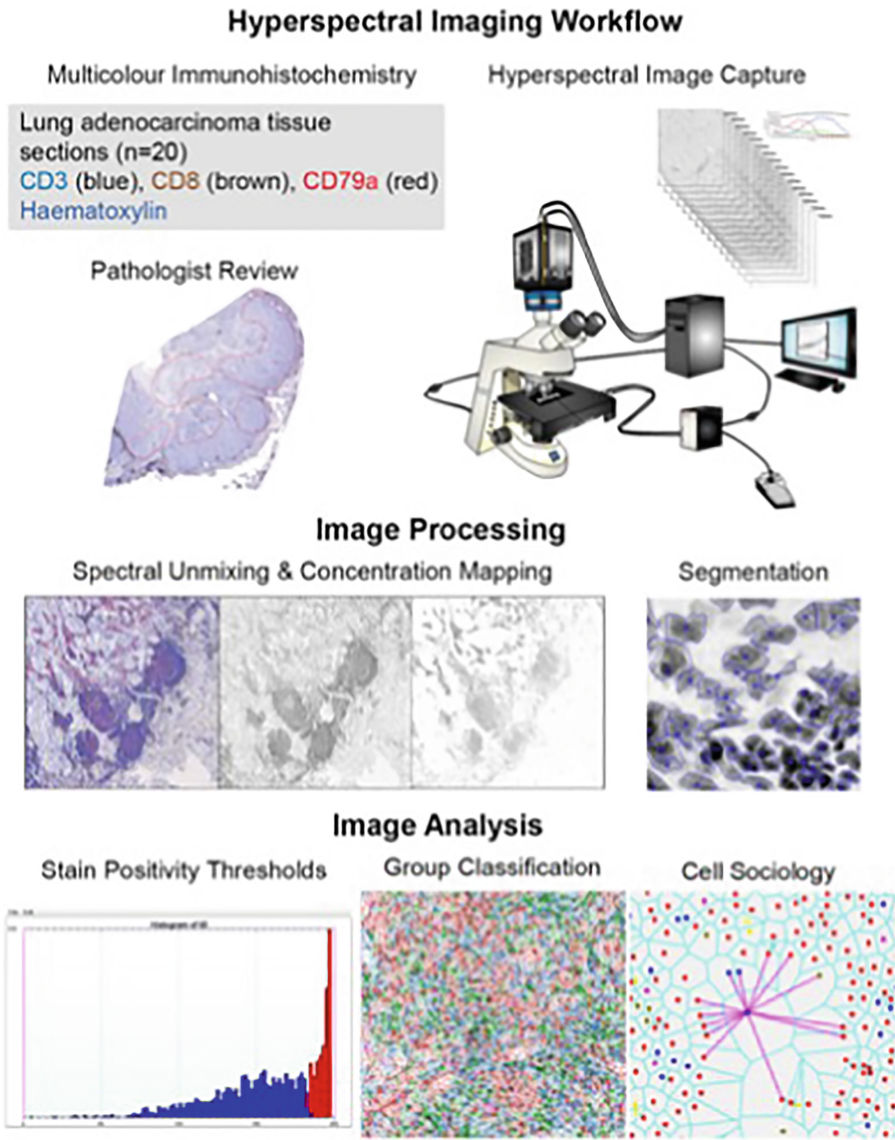 Hyperspectral Imaging Workflow
Multicolour Immunohistochemistry
Lung adenocarcinoma tissue
sections (n=20)
CD3 (blue), CD8 (brown), CD79a (red)
Haematoxylin
Pathologist Review
Hyperspectral Image Capture
Image Processing
Spectral Unmixing & Concentration Mapping
Segmentation
Image Analysis
Stain Positivity Thresholds
Group Classification
Cell Sociology
Histogram of